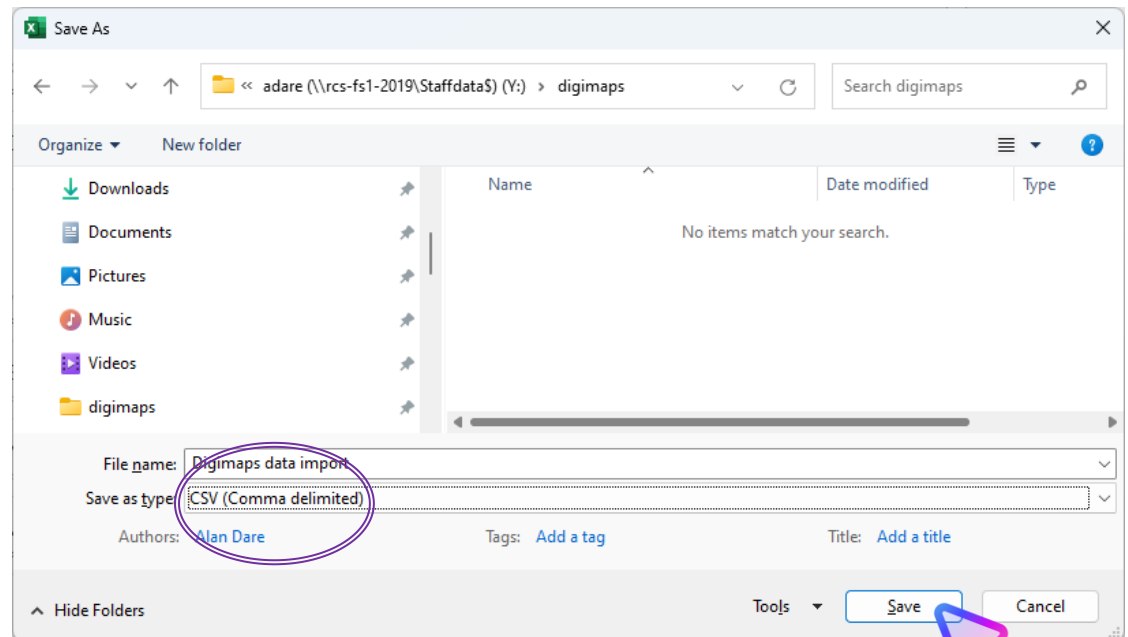 Save As
« adare (\\rcs-fs1-2019\Staffdata$) (Y:) > digimaps
Search digimaps
Organize
New folder
Name
Date modified
Type
Downloads
No items match your search.
Documents
Pictures
Music
Videos
digimaps
File name: Digimaps data import
Save as type: CSV (Comma delimited)
Authors: Alan Dare
Tags: Add a tag
Title: Add a title
Hide Folders
Tools
Save
Cancel